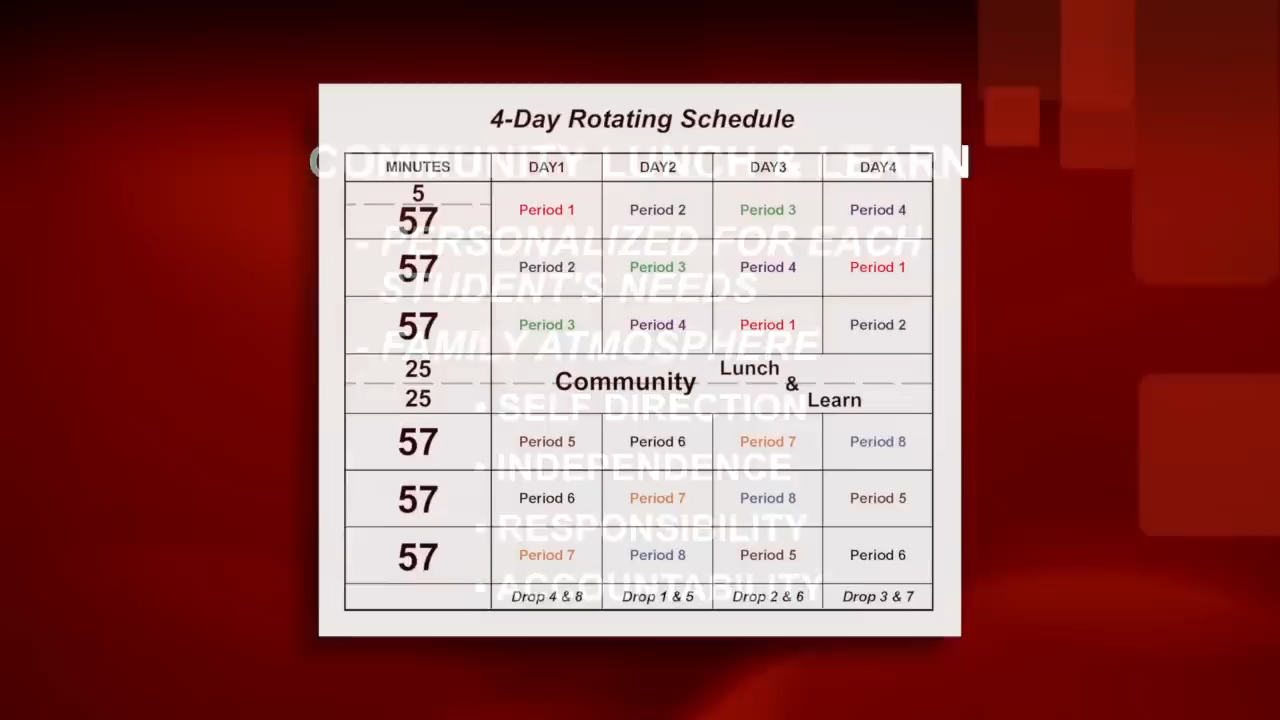 4-Day Rotating Schedule
COMMUNITY LUNCH & LEARN
MINUTES DAY1 DAY2 DAY3 DAY4
5
57 Period 1 Period 2 Period 3 Period 4
- PERSONALIZED FOR EACH
57 Period 2 Period 3 Period 4 Period 1
STUDENT'S NEEDS
57 Period 3 Period 4 Period 1 Period 2
- FAMILY ATMOSPHERE
25 Community Lunch
&
25 Learn
• SELF DIRECTION
57 Period 5 Period 6 Period 7 Period 8
• INDEPENDENCE
57 Period 6 Period 7 Period 8 Period 5
• RESPONSIBILITY
57 Period 7 Period 8 Period 5 Period 6
• ACCOUNTABILITY
Drop 4 & 8 Drop 1 & 5 Drop 2 & 6 Drop 3 & 7